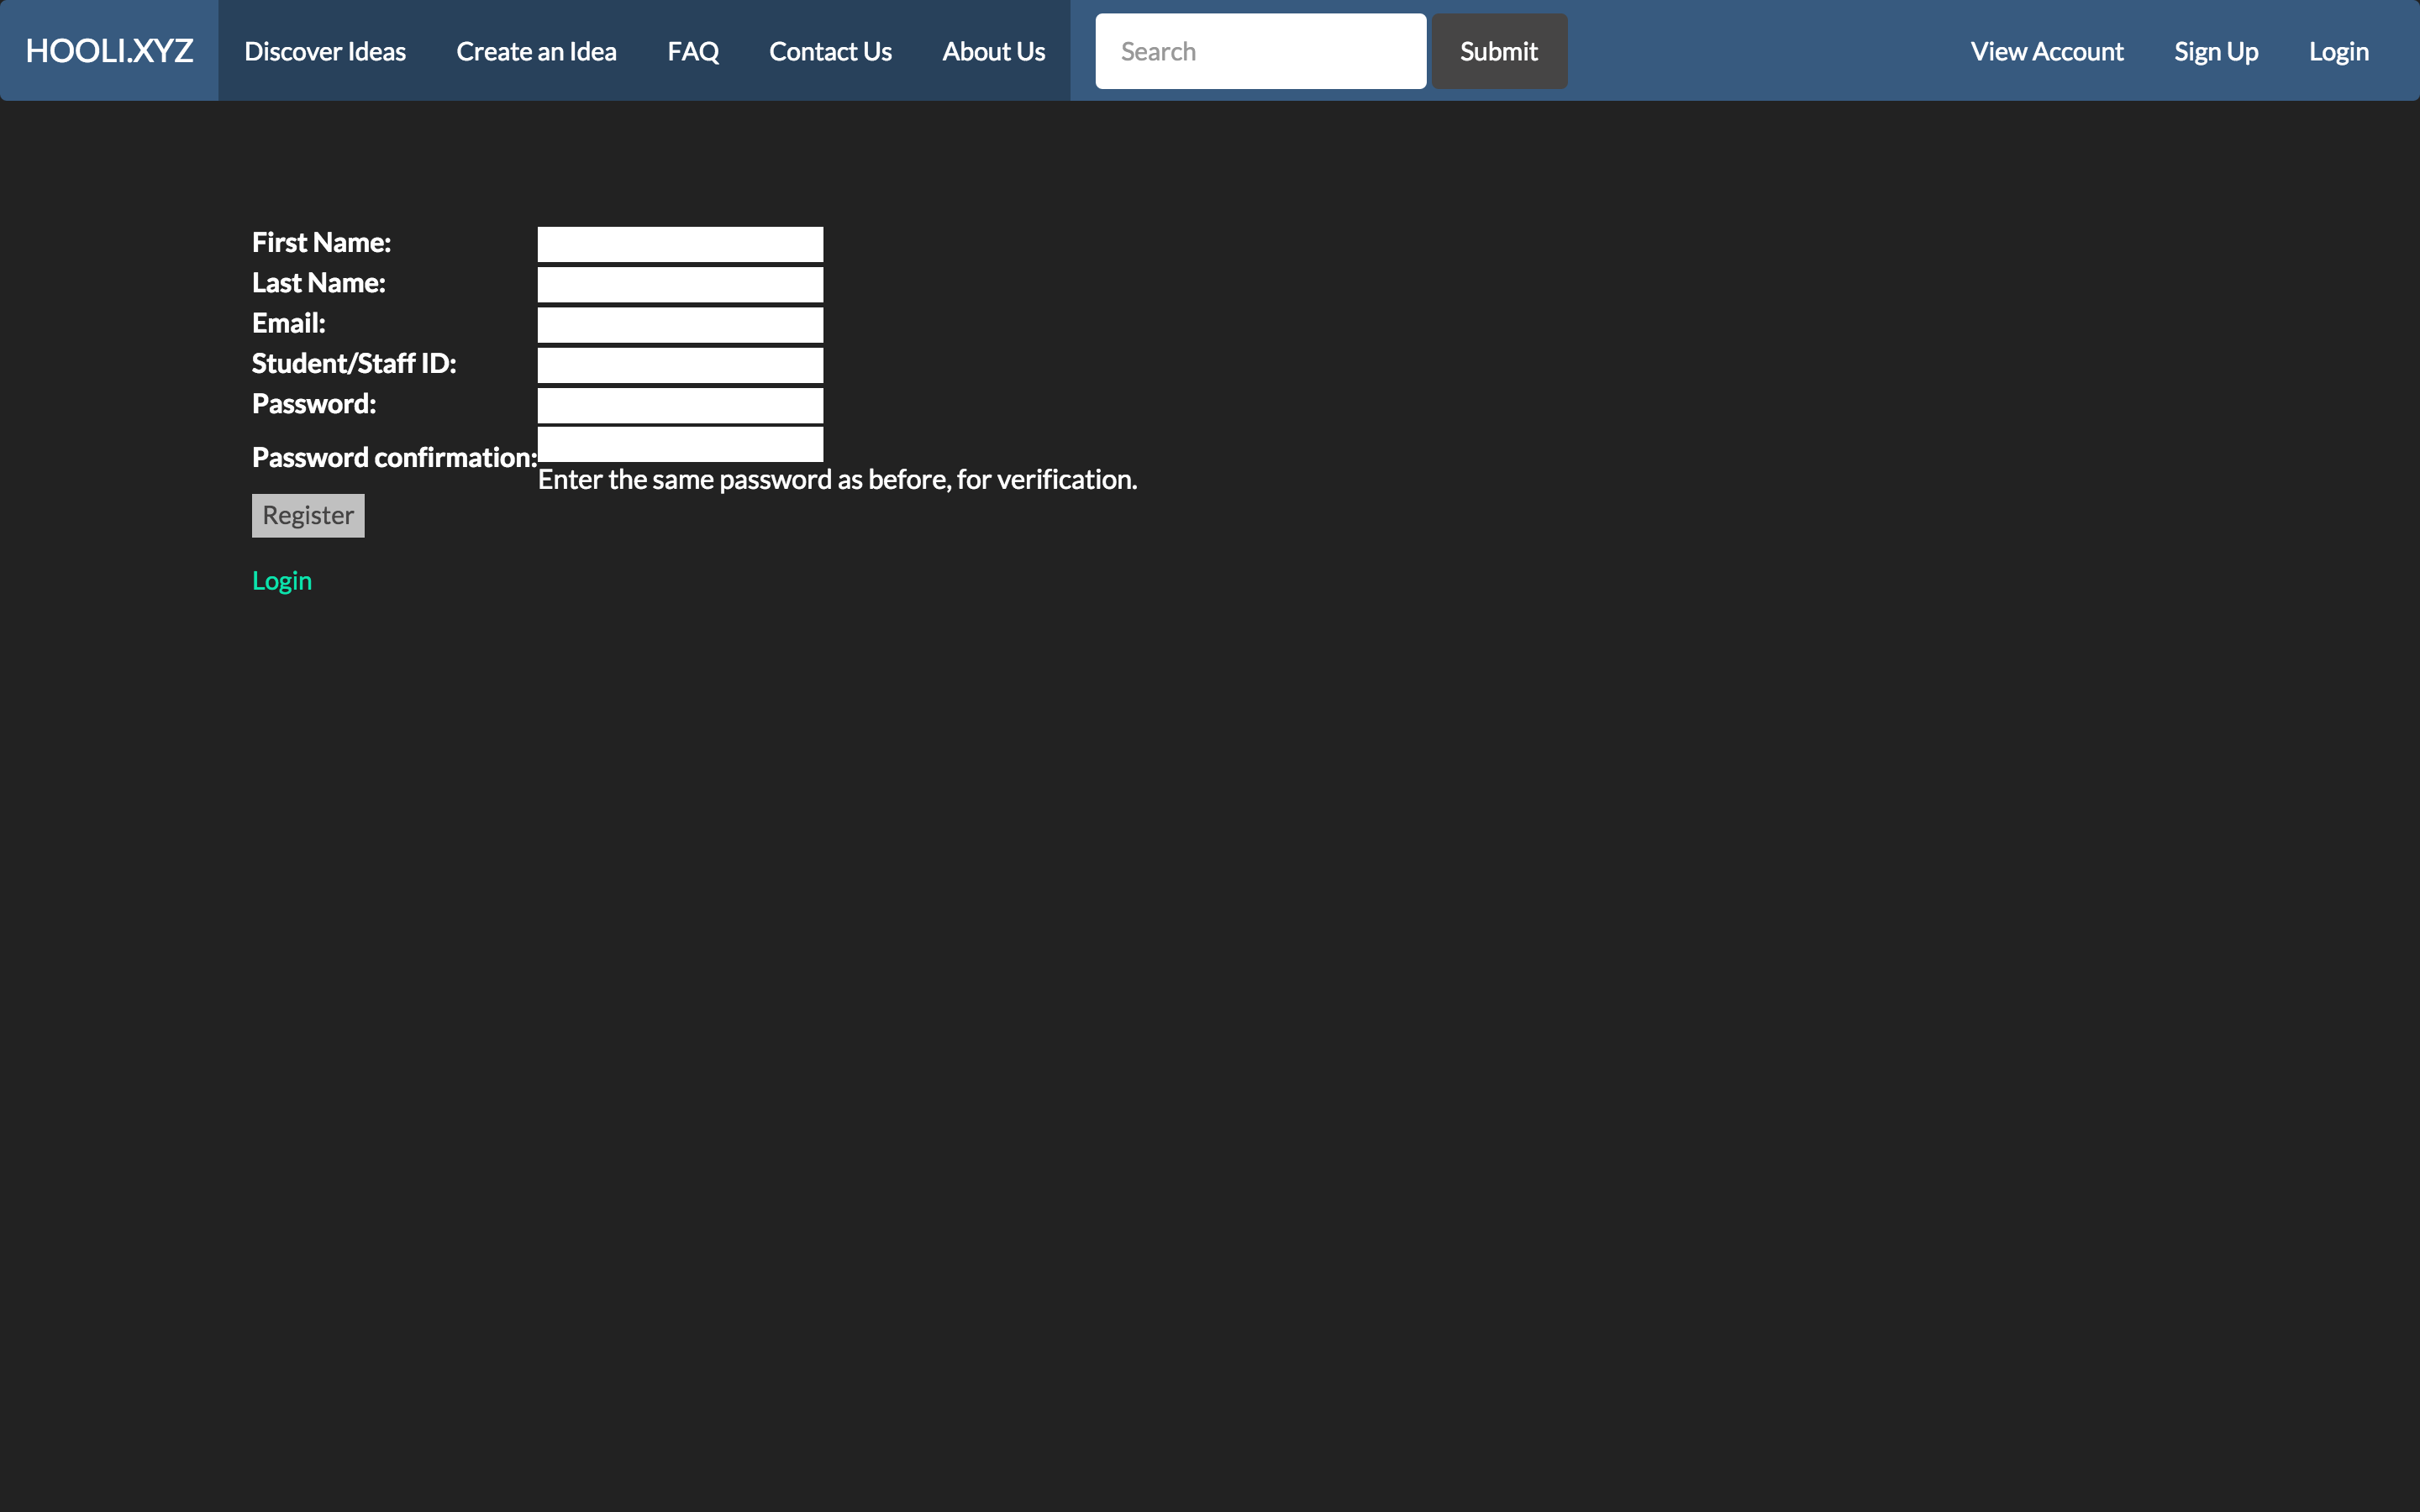 HOOLI.XYZ Discover Ideas Create an Idea FAQ Contact Us About Us Search Submit View Account Sign Up Login
First Name:
Last Name:
Email:
Student/Staff ID:
Password:
Password confirmation:
Enter the same password as before, for verification.
Register
Login